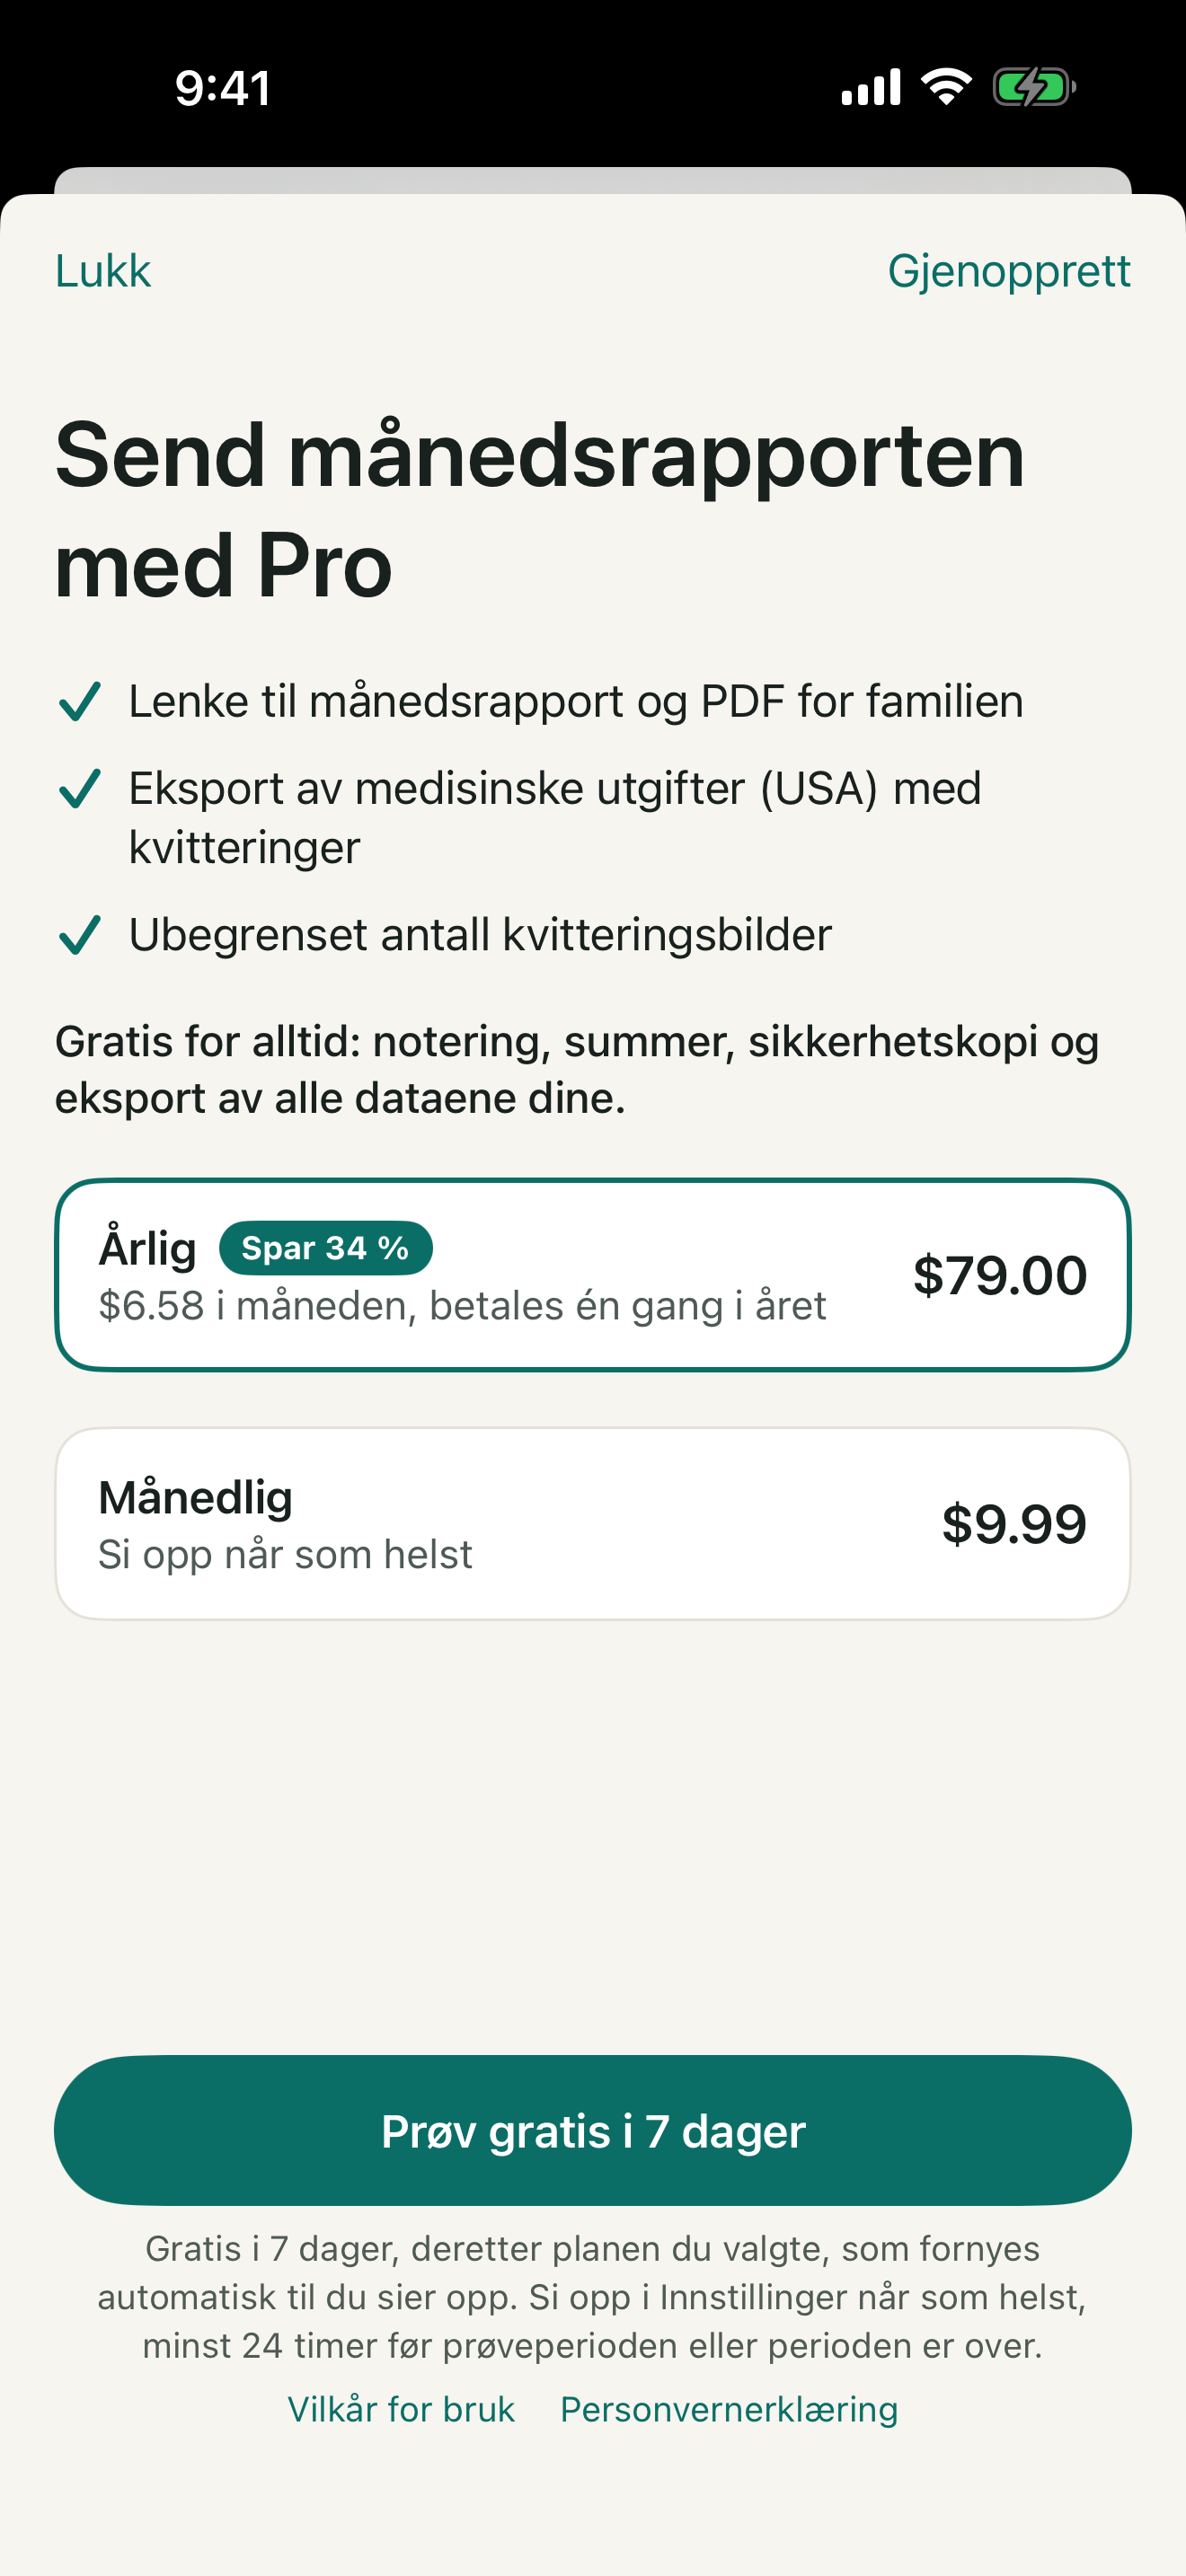 9:41
Lukk
Gjenopprett
Send månedsrapporten
med Pro
Lenke til månedsrapport og PDF for familien
Eksport av medisinske utgifter (USA) med
kvitteringer
Ubegrenset antall kvitteringsbilder
Gratis for alltid: notering, summer, sikkerhetskopi og
eksport av alle dataene dine.
Årlig
Spar 34 %
$6.58 i måneden, betales én gang i året
$79.00
Månedlig
Si opp når som helst
$9.99
Prøv gratis i 7 dager
Gratis i 7 dager, deretter planen du valgte, som fornyes
automatisk til du sier opp. Si opp i Innstillinger når som helst,
minst 24 timer før prøveperioden eller perioden er over.
Vilkår for bruk
Personvernerklæring